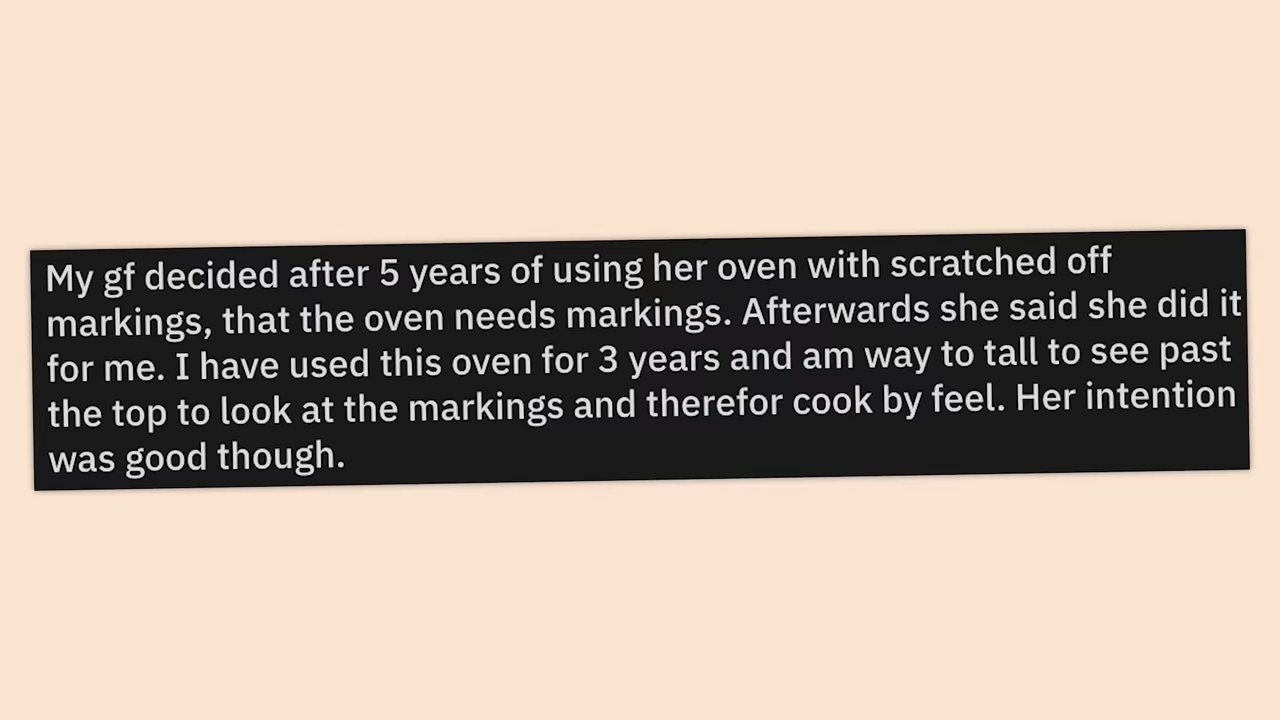 My gf decided after 5 years of using her oven with scratched off
markings, that the oven needs markings. Afterwards she said she did it
for me. I have used this oven for 3 years and am way to tall to see past
the top to look at the markings and therefor cook by feel. Her intention
was good though.